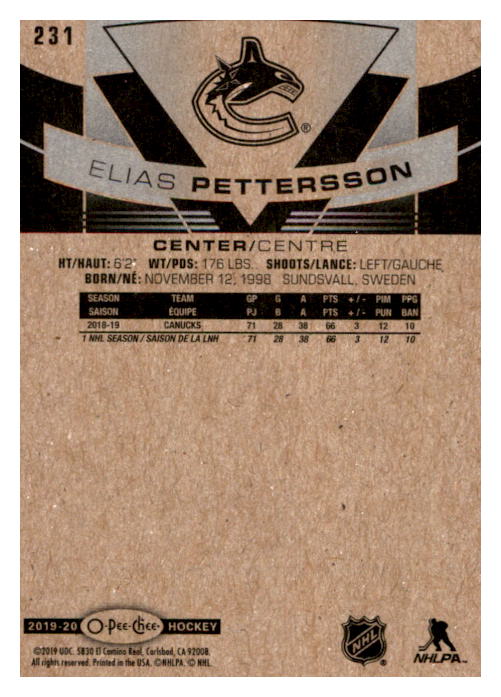 231
®
ELIAS PETTERSSON
CENTER/CENTRE
HT/HAUT: 6'2" WT/POS: 176 LBS. SHOOTS/LANCE: LEFT/GAUCHE
BORN/NÉ: NOVEMBER 12, 1998 SUNDSVALL, SWEDEN
SEASON TEAM GP G A PTS +/- PIM PPG
SAISON ÉQUIPE PJ B A PTS +/- PUN BAN
2018-19 CANUCKS 71 28 38 66 3 12 10
1 NHL SEASON / SAISON DE LA LNH 71 28 38 66 3 12 10
2019-20 O-Pee-Chee HOCKEY
©2019 UDC. 5830 El Camino Real, Carlsbad, CA 92008.
All rights reserved. Printed in the USA. ©NHLPA. © NHL.
NHL ®
NHLPA